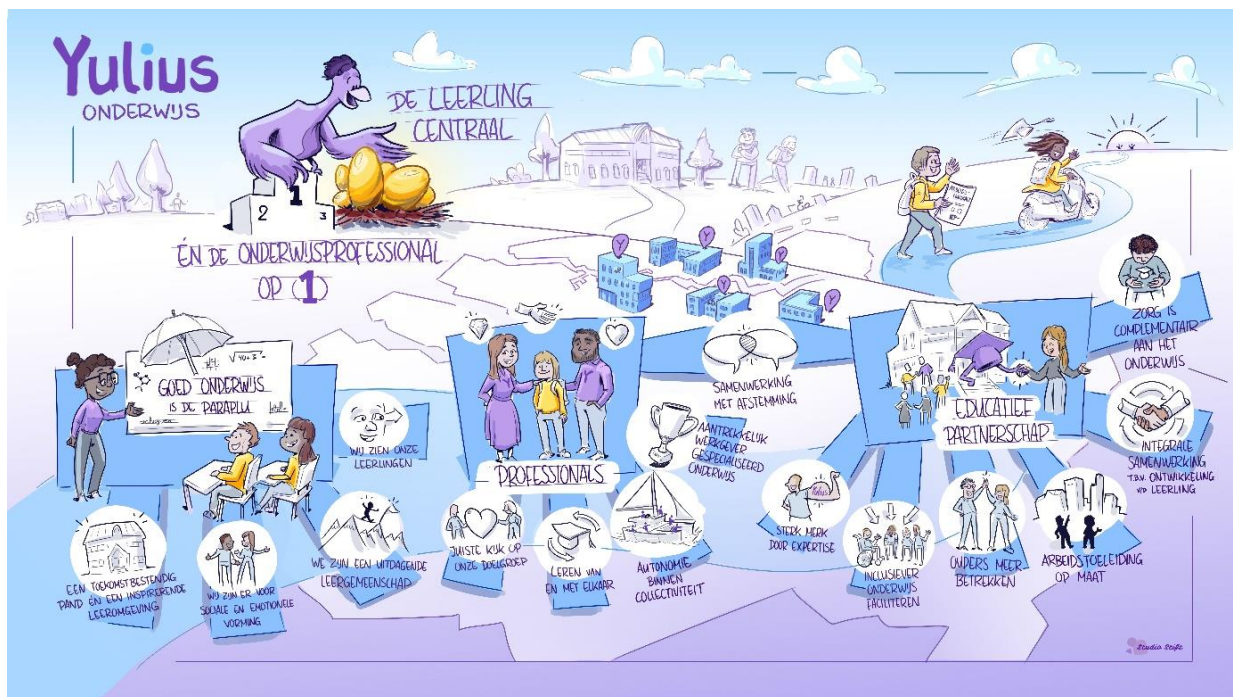 Yulius
ONDERWIJS
DE LEERLING
CENTRAAL
1
2
3
ÉN DE ONDERWIJSPROFESSIONAL
OP (1)
GOED ONDERWIJS
IS DE PARAPLU
WIJ ZIEN ONZE
LEERLINGEN
EEN TOEKOMSTBESTENDIG
PAND ÉN EEN INSPIRERENDE
LEEROMGEVING
WIJ ZIJN ER VOOR
SOCIALE EN EMOTIONELE
VORMING
WE ZIJN EEN UITDAGENDE
LEERGEMEENSCHAP
PROFESSIONALS
JUISTE KIJK OP
ONZE DOELGROEP
LEREN VAN
EN MET ELKAAR
AUTONOMIE
BINNEN
COLLECTIVITEIT
AANTREKKELIJK
WERKGEVER
GESPECIALISEERD
ONDERWIJS
SAMENWERKING
MET AFSTEMMING
Y
Y
Y
Y
Y
EDUCATIEF
PARTNERSCHAP
Yulius
STERK MERK
DOOR EXPERTISE
INCLUSIEVER
ONDERWIJS
FACILITEREN
OUDERS MEER
BETREKKEN
ARBEIDSTOELEIDING
OP MAAT
INTEGRALE
SAMENWERKING
T.B.V. ONTWIKKELING
V/D LEERLING
ZORG IS
COMPLEMENTAIR
AAN HET
ONDERWIJS
Studio Stift